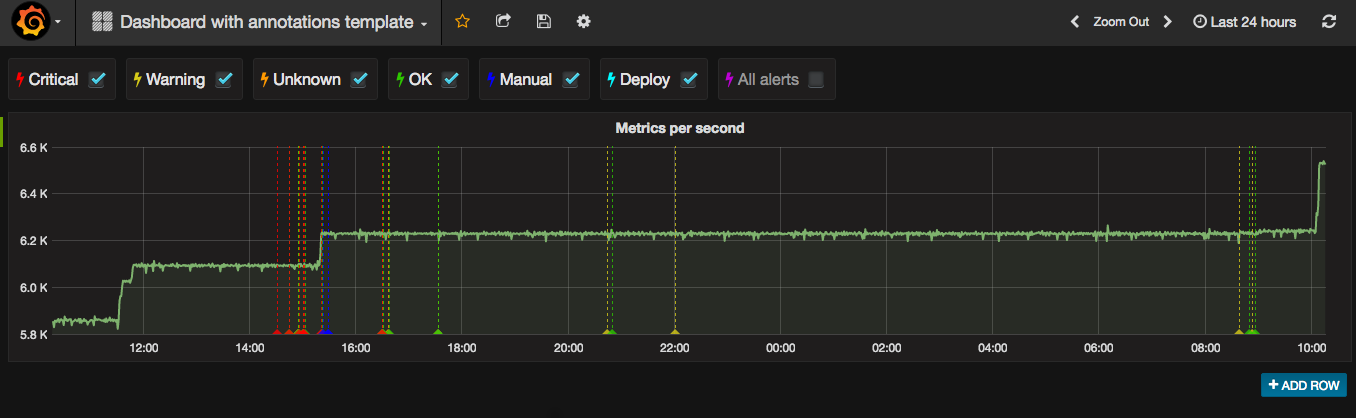 Dashboard with annotations template
Zoom Out
Last 24 hours
Critical
Warning
Unknown
OK
Manual
Deploy
All alerts
Metrics per second
6.6 K
6.4 K
6.2 K
6.0 K
5.8 K
12:00 14:00 16:00 18:00 20:00 22:00 00:00 02:00 04:00 06:00 08:00 10:00
+ ADD ROW